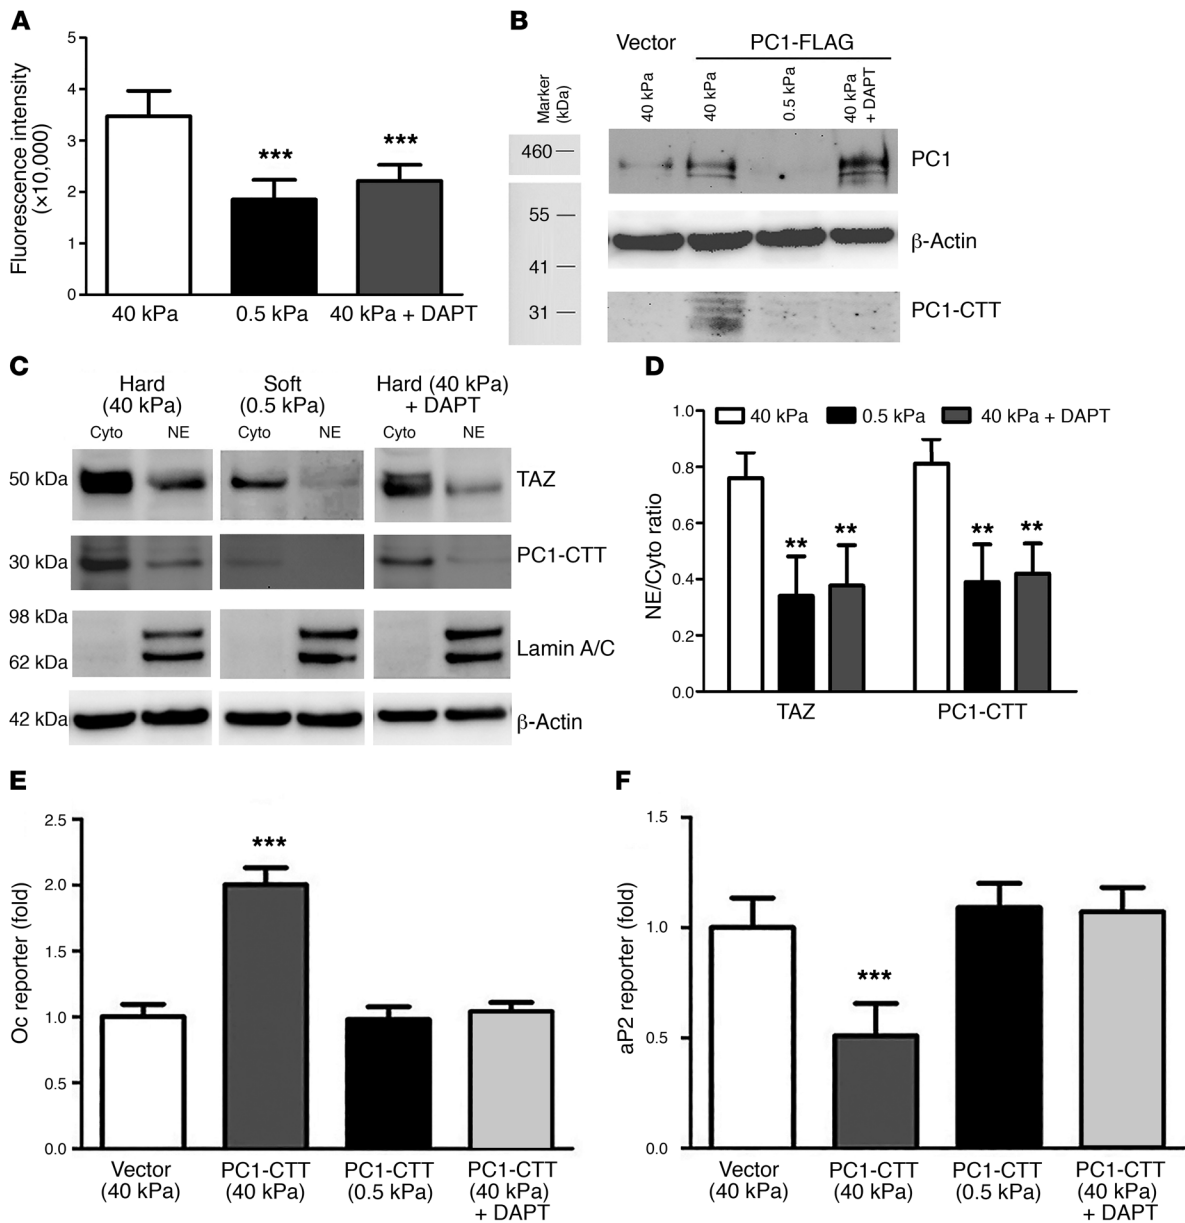 A
Fluorescence intensity
(×10,000)
5
4
3
2
1
0
***
***
40 kPa
0.5 kPa
40 kPa + DAPT
B
Vector
PC1-FLAG
Marker
(kDa)
40 kPa
40 kPa
0.5 kPa
40 kPa
+ DAPT
460
55
41
31
PC1
β-Actin
PC1-CTT
C
Hard
(40 kPa)
Soft
(0.5 kPa)
Hard (40 kPa)
+ DAPT
Cyto
NE
Cyto
NE
Cyto
NE
50 kDa
TAZ
30 kDa
PC1-CTT
98 kDa
62 kDa
Lamin A/C
42 kDa
β-Actin
D
NE/Cyto ratio
1.0
0.8
0.6
0.4
0.2
0.0
40 kPa
0.5 kPa
40 kPa + DAPT
**
**
**
**
TAZ
PC1-CTT
E
Oc reporter (fold)
2.5
2.0
1.5
1.0
0.5
0.0
***
Vector
(40 kPa)
PC1-CTT
(40 kPa)
PC1-CTT
(0.5 kPa)
PC1-CTT
(40 kPa)
+ DAPT
F
aP2 reporter (fold)
1.5
1.0
0.5
0.0
***
Vector
(40 kPa)
PC1-CTT
(40 kPa)
PC1-CTT
(0.5 kPa)
PC1-CTT
(40 kPa)
+ DAPT